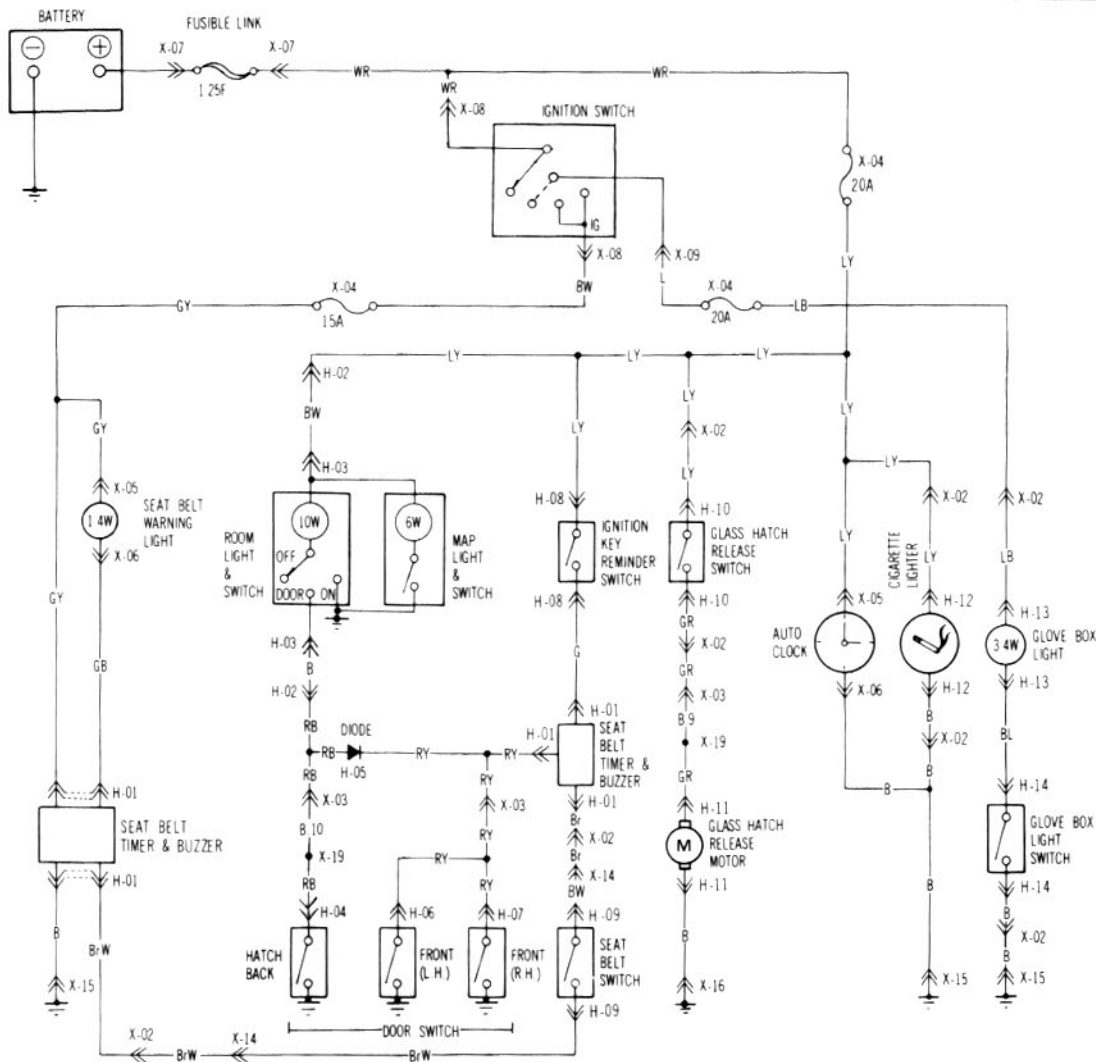 BATTERY
FUSIBLE LINK
X-07
X-07
1.25F
WR
WR
WR
X-08
IGNITION SWITCH
IG
X-04
20A
X-08
X-09
BW
L
LY
X-04
GY
15A
X-04
20A
LB
LY
LY
LY
H-02
BW
LY
LY
X-02
LY
GY
H-03
LY
LY
X-05
1.4W
SEAT BELT
WARNING
LIGHT
X-06
ROOM
LIGHT
&
SWITCH
10W
OFF
DOOR
ON
6W
MAP
LIGHT
&
SWITCH
H-08
IGNITION
KEY
REMINDER
SWITCH
H-08
H-10
GLASS HATCH
RELEASE
SWITCH
H-10
X-02
X-02
LY
LY
LB
CIGARETTE
LIGHTER
GY
GB
H-03
B
H-02
G
GR
X-02
GR
X-03
X-05
AUTO
CLOCK
X-06
H-12
H-12
H-13
3.4W
GLOVE BOX
LIGHT
H-13
B
X-02
B
BL
RB
DIODE
RB
H-05
RY
RY
H-01
H-01
SEAT
BELT
TIMER &
BUZZER
H-01
B 9
X-19
GR
H-11
M
GLASS HATCH
RELEASE
MOTOR
H-11
B
RB
X-03
B 10
X-19
RB
H-04
RY
X-03
RY
RY
RY
Br
X-02
Br
X-14
BW
H-09
H-14
GLOVE BOX
LIGHT
SWITCH
H-14
B
X-02
B
X-15
H-01
SEAT BELT
TIMER & BUZZER
H-01
B
BrW
X-15
HATCH
BACK
H-06
FRONT
(L H)
H-07
FRONT
(R H)
SEAT
BELT
SWITCH
H-09
B
X-16
B
X-15
DOOR SWITCH
X-02
BrW
X-14
BrW